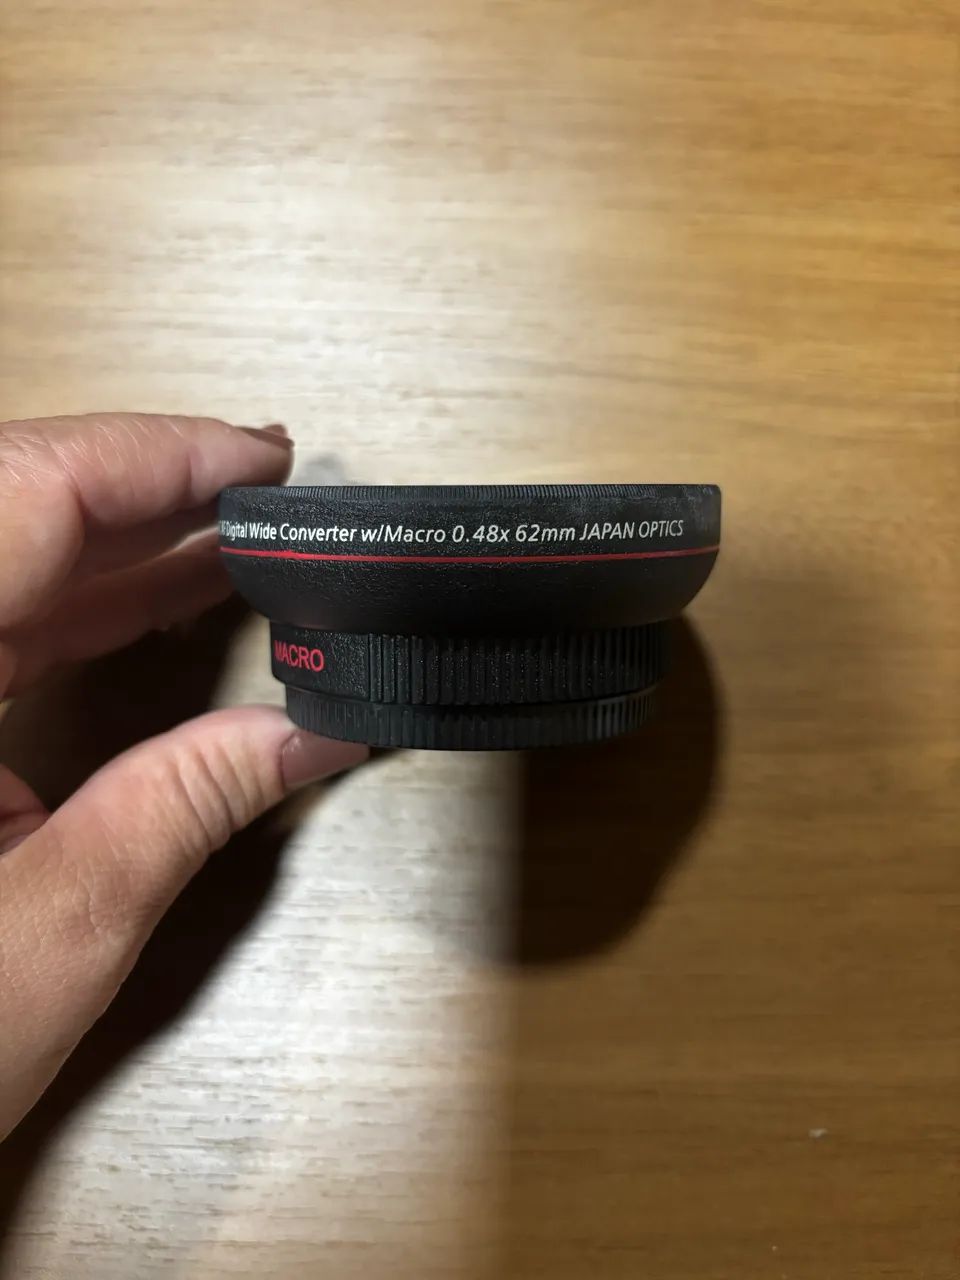 Digital Wide Converter w/Macro 0.48x 62mm JAPAN OPTICS
MACRO